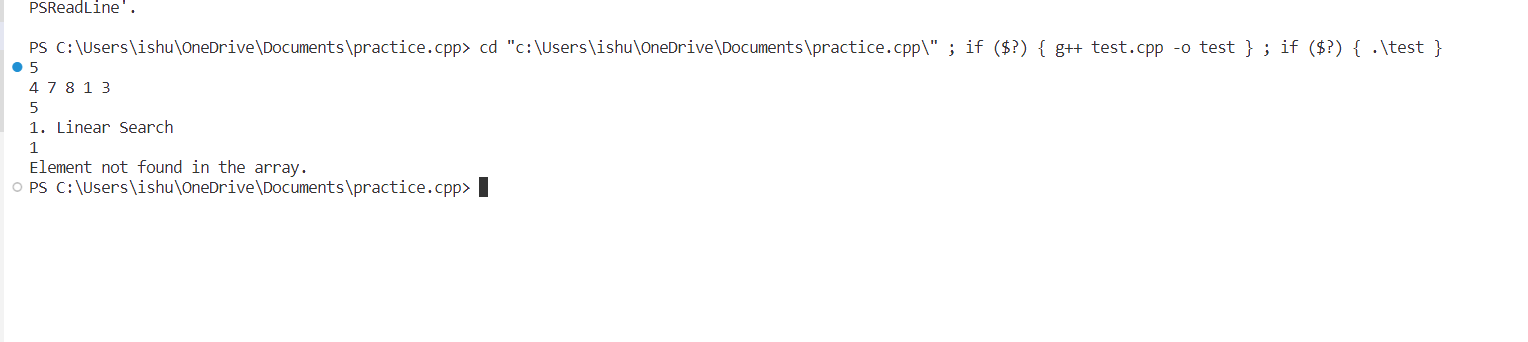 PSReadLine'.
PS C:\Users\ishu\OneDrive\Documents\practice.cpp> cd "c:\Users\ishu\OneDrive\Documents\practice.cpp\" ; if ($?) { g++ test.cpp -o test } ; if ($?) { .\test }
5
4 7 8 1 3
5
1. Linear Search
1
Element not found in the array.
PS C:\Users\ishu\OneDrive\Documents\practice.cpp>